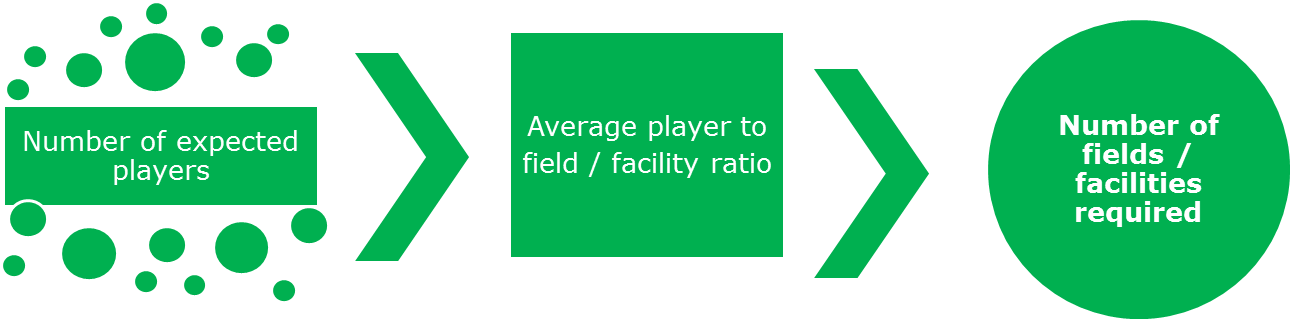 Number of expected
players
Average player to
field / facility ratio
Number of
fields /
facilities
required